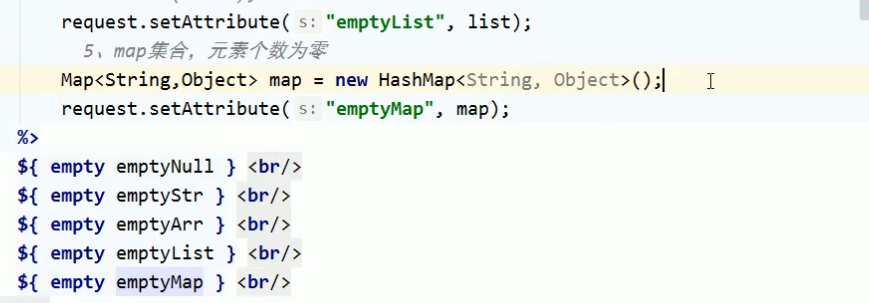 request.setAttribute( s: "emptyList", list);
5、map集合，元素个数为零
Map<String,Object> map = new HashMap<String, Object>();
request.setAttribute( s: "emptyMap", map);
%>
${ empty emptyNull } <br/>
${ empty emptyStr } <br/>
${ empty emptyArr } <br/>
${ empty emptyList } <br/>
${ empty emptyMap } <br/>